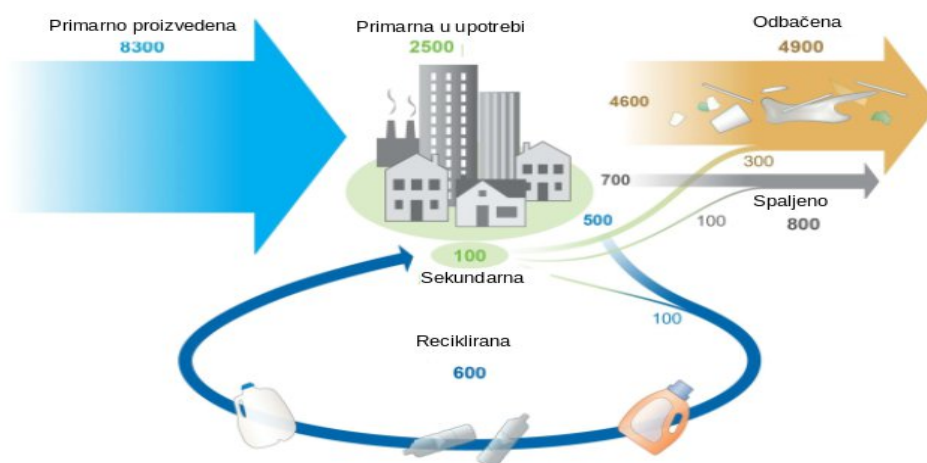 Primarno proizvedena
8300
Primarna u upotrebi
2500
Odbačena
4900
4600
300
700
Spaljeno
800
500
100
100
Sekundarna
100
Reciklirana
600